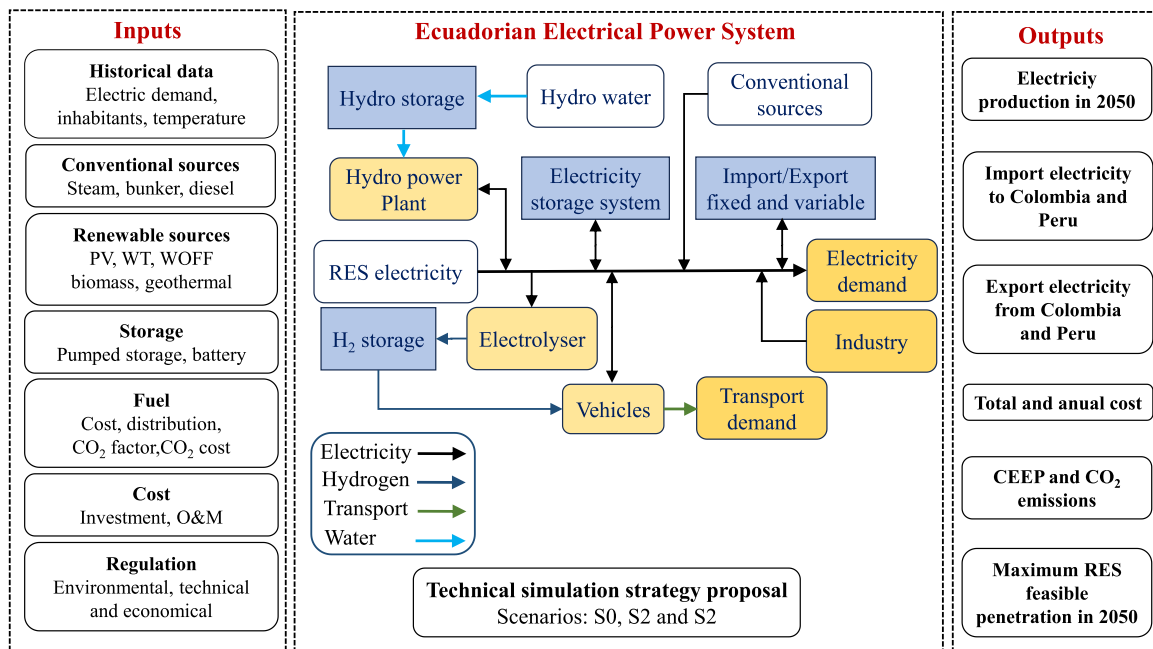 Inputs
Historical data
Electric demand,
inhabitants, temperature
Conventional sources
Steam, bunker, diesel
Renewable sources
PV, WT, WOFF
biomass, geothermal
Storage
Pumped storage, battery
Fuel
Cost, distribution,
CO₂ factor,CO₂ cost
Cost
Investment, O&M
Regulation
Environmental, technical
and economical
Ecuadorian Electrical Power System
Hydro storage
Hydro water
Conventional
sources
Hydro power
Plant
Electricity
storage system
Import/Export
fixed and variable
RES electricity
Electricity
demand
H₂ storage
Electrolyser
Industry
Vehicles
Transport
demand
Electricity
Hydrogen
Transport
Water
Technical simulation strategy proposal
Scenarios: S0, S2 and S2
Outputs
Electriciy
production in 2050
Import electricity
to Colombia and
Peru
Export electricity
from Colombia
and Peru
Total and anual cost
CEEP and CO₂
emissions
Maximum RES
feasible
penetration in 2050